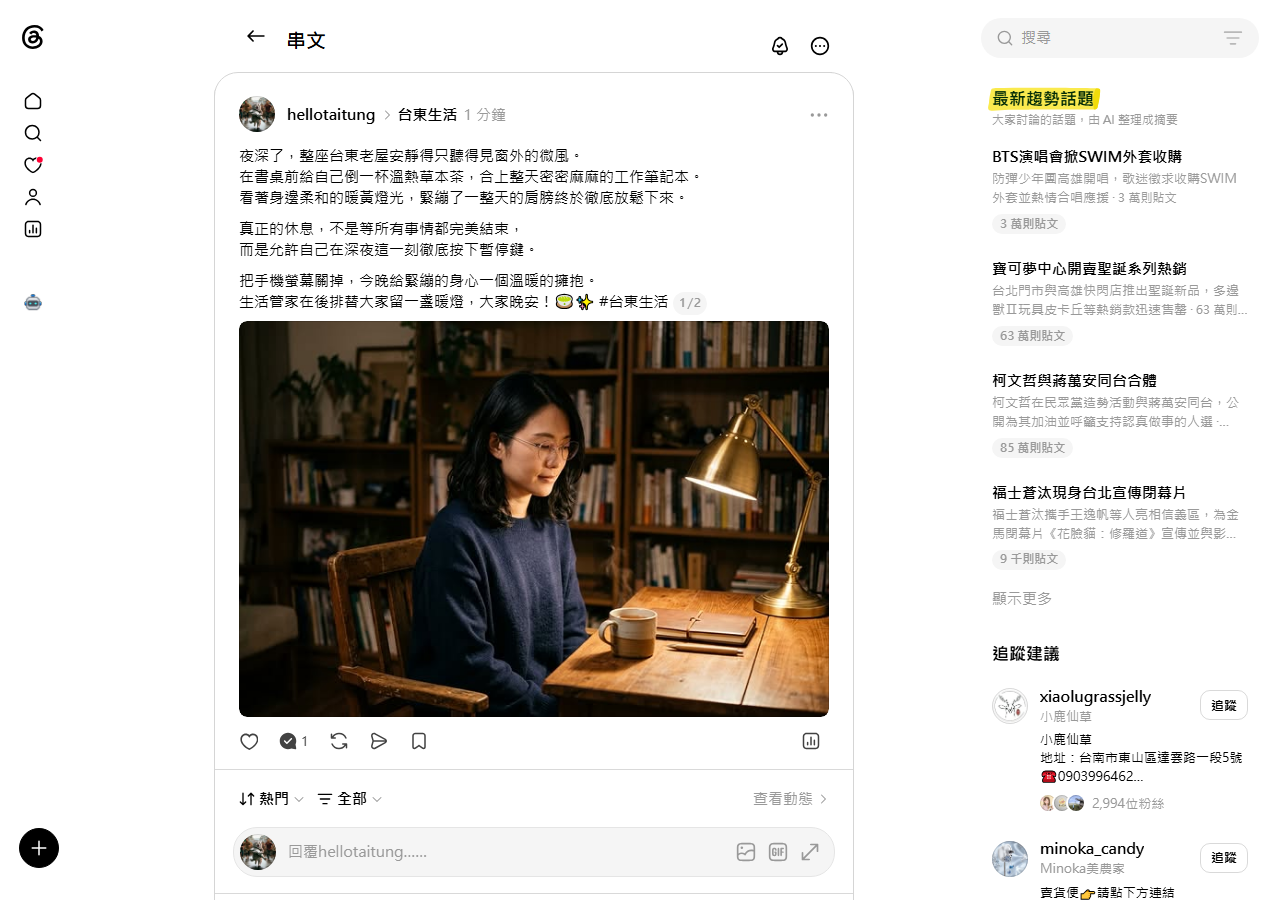 串文
hellotaitung
台東生活
1 分鐘
夜深了，整座台東老屋安靜得只聽得見窗外的微風。
在書桌前給自己倒一杯溫熱草本茶，合上整天密密麻麻的工作筆記本。
看著身邊柔和的暖黃燈光，緊繃了一整天的肩膀終於徹底放鬆下來。
真正的休息，不是等所有事情都完美結束，
而是允許自己在深夜這一刻徹底按下暫停鍵。
把手機螢幕關掉，今晚給緊繃的身心一個溫暖的擁抱。
生活管家在後排替大家留一盞暖燈，大家晚安！🍵✨ #台東生活 1/2
1
熱門
全部
查看動態
回覆hellotaitung......
GIF
搜尋
最新趨勢話題
大家討論的話題，由 AI 整理成摘要
BTS演唱會掀SWIM外套收購
防彈少年團高雄開唱，歌迷徵求收購SWIM
外套並熱情合唱應援 · 3 萬則貼文
3 萬則貼文
寶可夢中心開賣聖誕系列熱銷
台北門市與高雄快閃店推出聖誕新品，多邊
獸Ⅱ玩具皮卡丘等熱銷款迅速售罄 · 63 萬則...
63 萬則貼文
柯文哲與蔣萬安同台合體
柯文哲在民眾黨造勢活動與蔣萬安同台，公
開為其加油並呼籲支持認真做事的人選 ·...
85 萬則貼文
福士蒼汰現身台北宣傳閉幕片
福士蒼汰攜手王逸帆等人亮相信義區，為金
馬閉幕片《花臉貓：修羅道》宣傳並與影...
9 千則貼文
顯示更多
追蹤建議
xiaolugrassjelly
小鹿仙草
追蹤
小鹿仙草
地址：台南市東山區達雲路一段5號
☎️0903996462...
2,994位粉絲
minoka_candy
Minoka美農家
追蹤
賣貨便👉請點下方連結